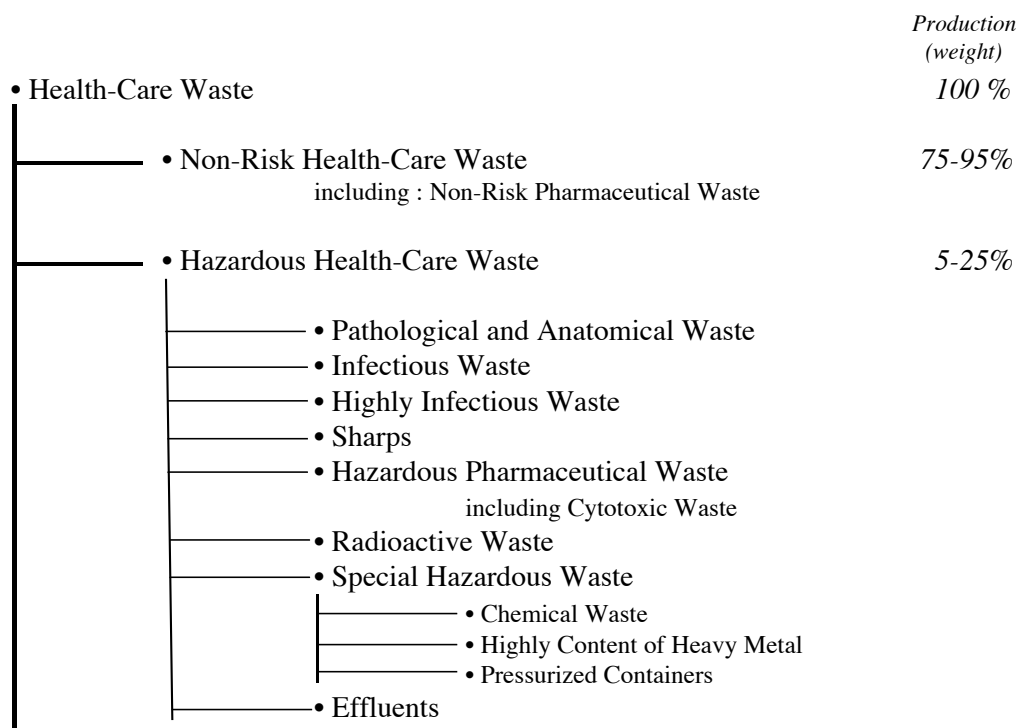 Production
(weight)
• Health-Care Waste 100 %
• Non-Risk Health-Care Waste 75-95%
including : Non-Risk Pharmaceutical Waste
• Hazardous Health-Care Waste 5-25%
• Pathological and Anatomical Waste
• Infectious Waste
• Highly Infectious Waste
• Sharps
• Hazardous Pharmaceutical Waste
including Cytotoxic Waste
• Radioactive Waste
• Special Hazardous Waste
• Chemical Waste
• Highly Content of Heavy Metal
• Pressurized Containers
• Effluents